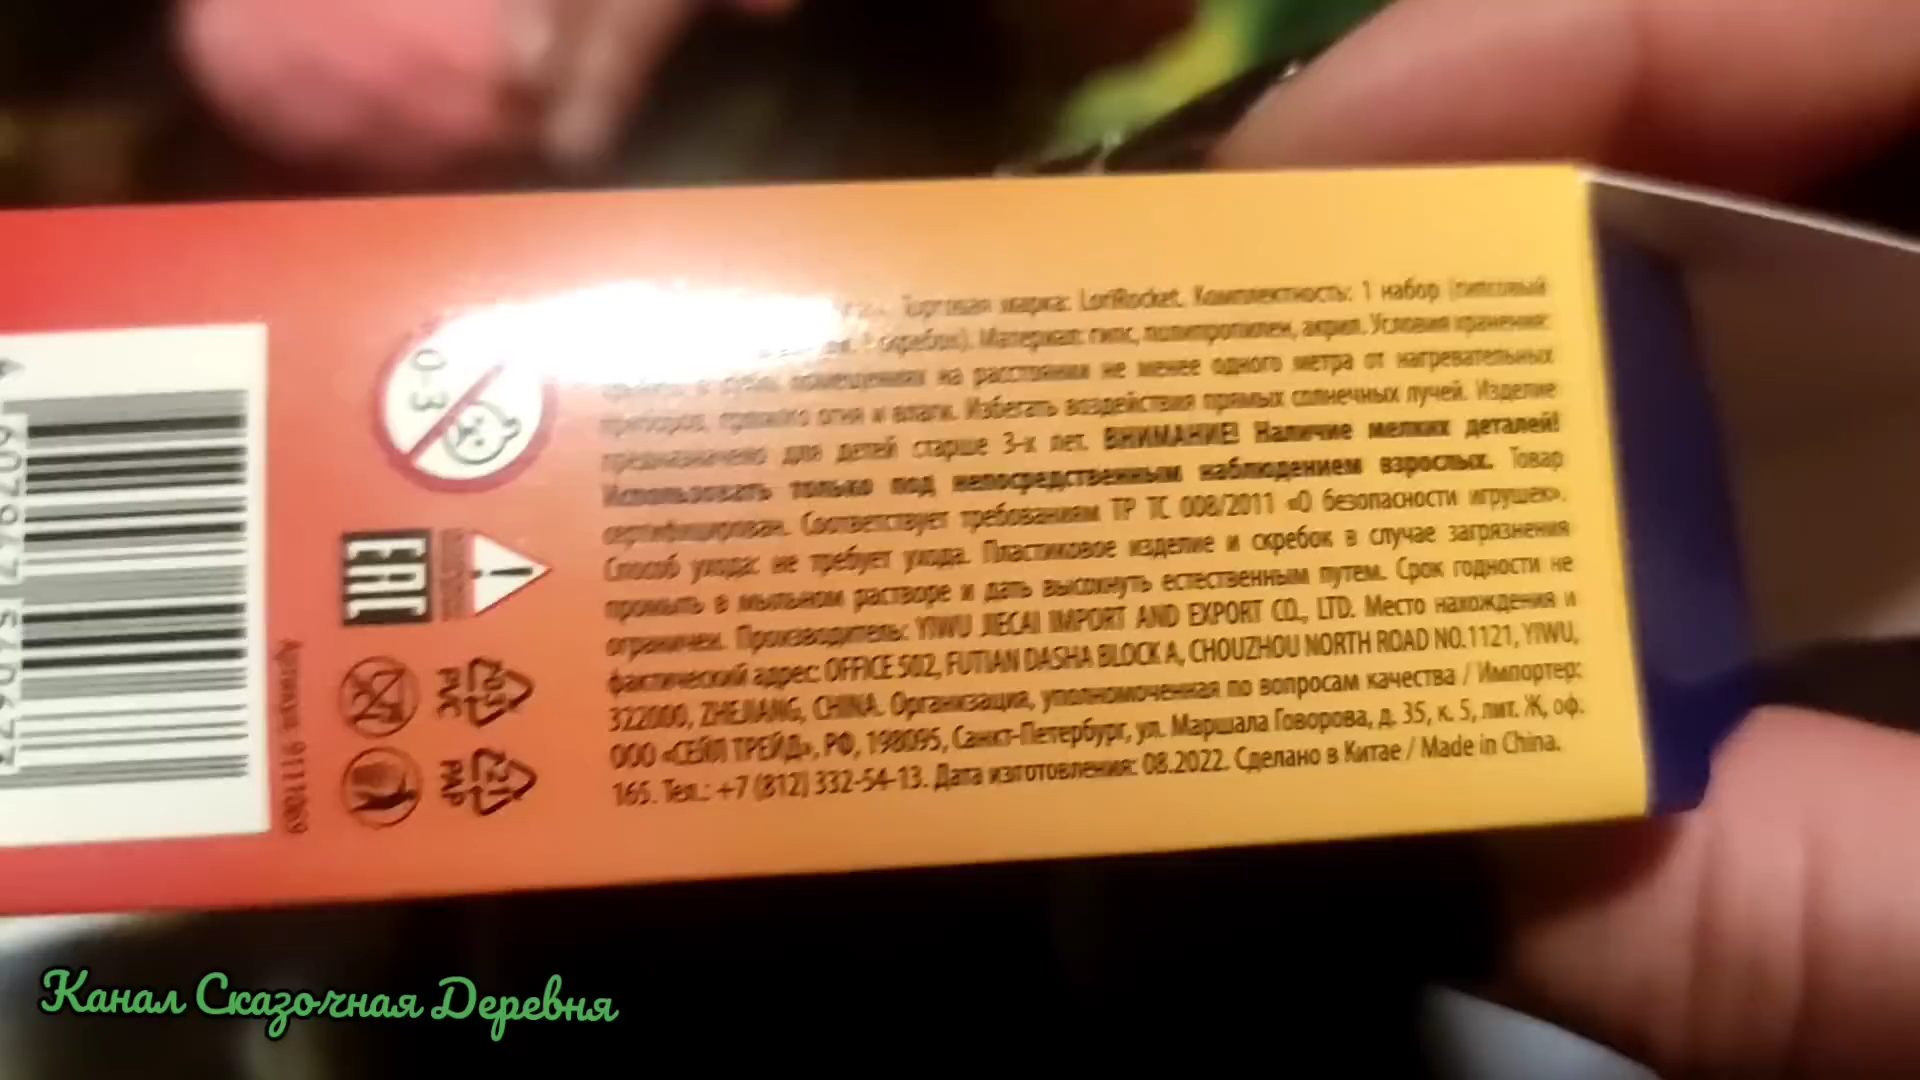 Торговая марка: LoriRocket. Комплектность: 1 набор (гипсовый
скребок). Материал: гипс, полипропилен, акрил. Условия хранения:
помещениях на расстоянии не менее одного метра от нагревательных
приборов, прямого огня и влаги. Избегать воздействия прямых солнечных лучей. Изделие
предназначено для детей старше 3-х лет. ВНИМАНИЕ! Наличие мелких деталей!
Использовать только под непосредственным наблюдением взрослых. Товар
сертифицирован. Соответствует требованиям ТР ТС 008/2011 «О безопасности игрушек».
Способ ухода: не требует ухода. Пластиковое изделие и скребок в случае загрязнения
промыть в мыльном растворе и дать высохнуть естественным путем. Срок годности не
ограничен. Производитель: YIWU JIECAI IMPORT AND EXPORT CO., LTD. Место нахождения и
фактический адрес: OFFICE 502, FUTIAN DASHA BLOCK A, CHOUZHOU NORTH ROAD NO.1121, YIWU,
322000, ZHEJIANG, CHINA. Организация, уполномоченная по вопросам качества / Импортер:
ООО «СЕЙЛ ТРЕЙД», РФ, 198095, Санкт-Петербург, ул. Маршала Говорова, д. 35, к. 5, лит. Ж, оф.
165. Тел.: +7 (812) 332-54-13. Дата изготовления: 08.2022. Сделано в Китае / Made in China.
0-3
EAC
PVC
21
PAP
Артикул: 9111069
Канал Сказочная Деревня